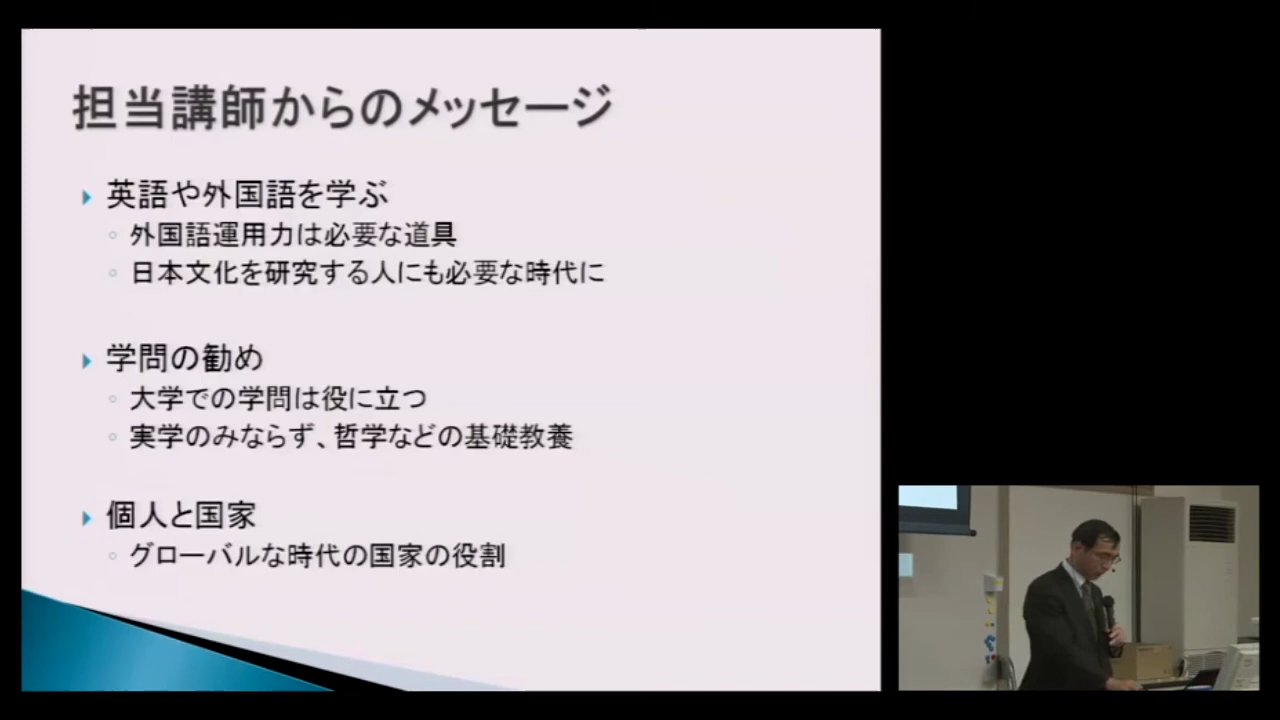 担当講師からのメッセージ
英語や外国語を学ぶ
外国語運用力は必要な道具
日本文化を研究する人にも必要な時代に
学問の勧め
大学での学問は役に立つ
実学のみならず、哲学などの基礎教養
個人と国家
グローバルな時代の国家の役割